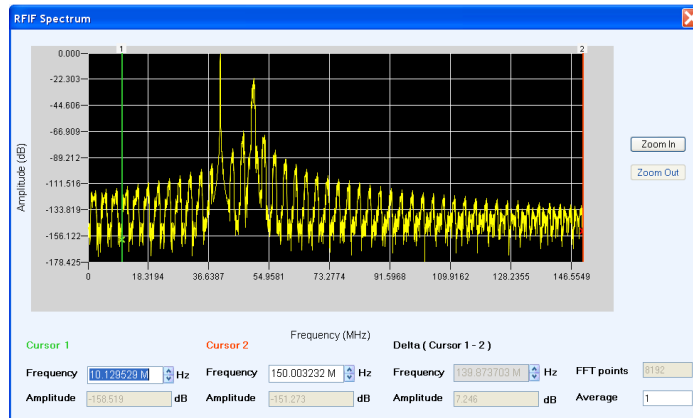 RFIF Spectrum
1 2
0.000
-22.303
-44.606
-66.909
-89.212
-111.516
-133.819
-156.122
-178.425
Amplitude (dB)
0 18.3194 36.6387 54.9581 73.2774 91.5968 109.9162 128.2355 146.5549
Frequency (MHz)
Zoom In
Zoom Out
Cursor 1 Cursor 2 Delta ( Cursor 1 - 2 )
Frequency 10.129529 M Hz Frequency 150.003232 M Hz Frequency 139.873703 M Hz FFT points 8192
Amplitude -158.519 dB Amplitude -151.273 dB Amplitude 7.246 dB Average 1